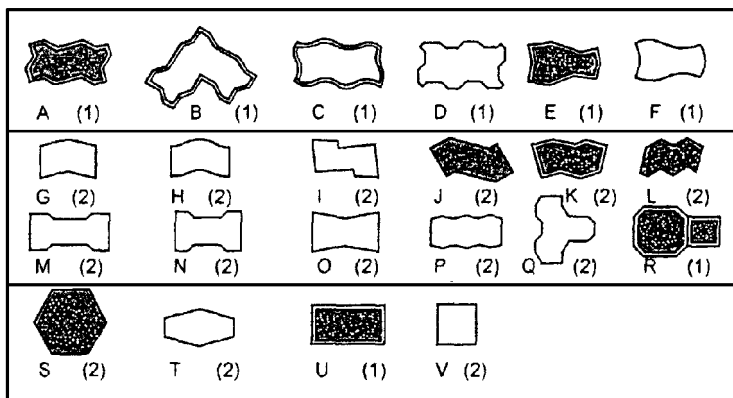 A (1) B (1) C (1) D (1) E (1) F (1)
G (2) H (2) I (2) J (2) K (2) L (2)
M (2) N (2) O (2) P (2) Q (2) R (1)
S (2) T (2) U (1) V (2)